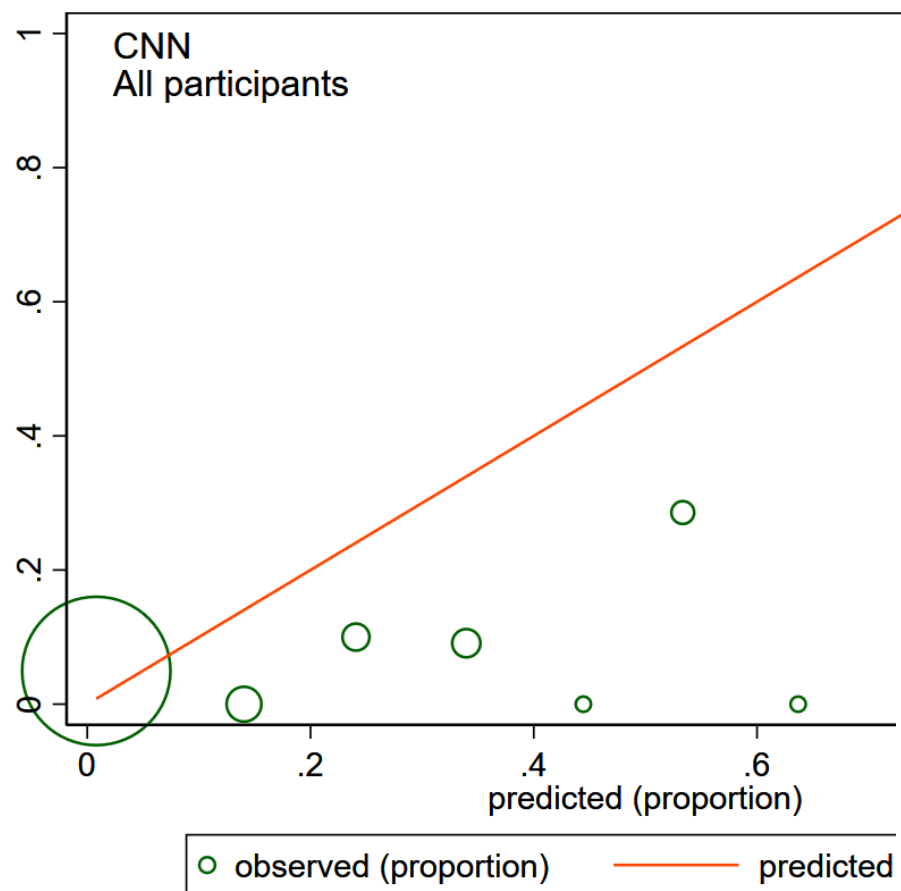 CNN
All participants
1
.8
.6
.4
.2
0
0 .2 .4 .6
predicted (proportion)
observed (proportion) predicted